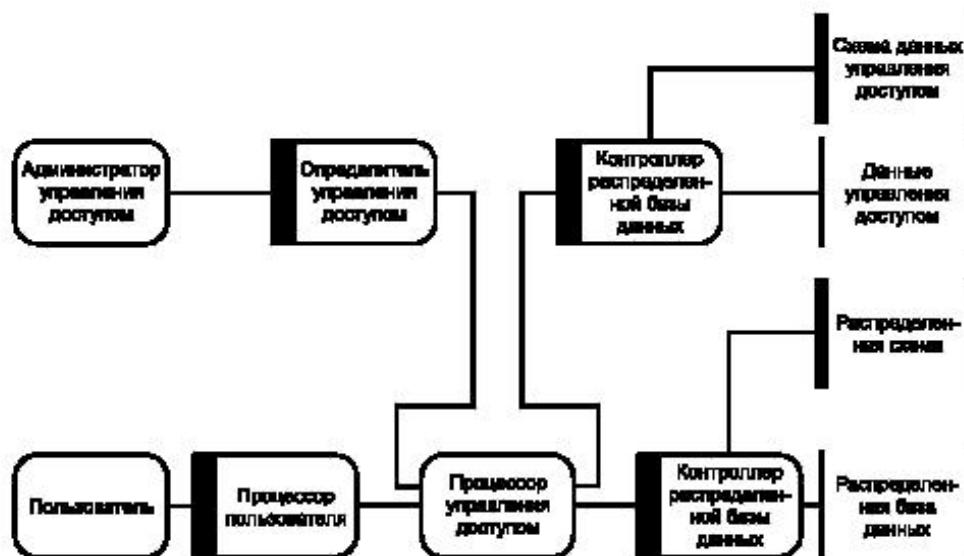 Схема данных
управления
доступом
Администратор
управления
доступом
Определитель
управления
доступом
Контроллер
распределен-
ной базы
данных
Данные
управления
доступом
Распределен-
ная схема
Пользователь
Процессор
пользователя
Процессор
управления
доступом
Контроллер
распределен-
ной базы
данных
Распределен-
ная база
данных